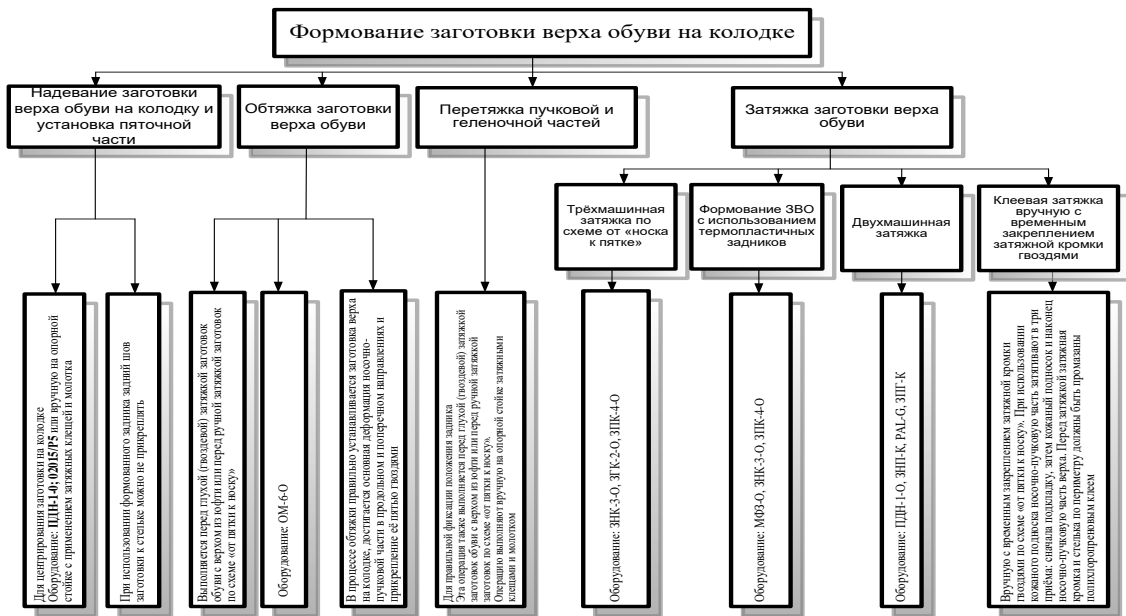 Формование заготовки верха обуви на колодке
Надевание заготовки
верха обуви на колодку и
установка пяточной
части
Обтяжка заготовки
верха обуви
Перетяжка пучковой и
геленочной частей
Затяжка заготовки верха
обуви
Трёхмашинная
затяжка по
схеме от «носка
к пятке»
Формование ЗВО
с использованием
термопластичных
задников
Двухмашинная
затяжка
Клеевая затяжка
вручную с
временным
закреплением
затяжной кромки
гвоздями
Для центрирования заготовки на колодке
Оборудование: ПДН-1-0; 02015/Р5 или вручную на опорной
стойке с применением затяжных клещей и молотка
При использовании формованного задника задний шов
заготовки к стельке можно не прикреплять
Выполняется перед глухой (гвоздевой) затяжкой заготовок
обуви с верхом из юфти или перед ручной затяжкой заготовок
по схеме «от пятки к носку»
Оборудование: ОМ-6-О
В процессе обтяжки правильно устанавливается заготовка верха
на колодке, достигается основная деформация носочно-
пучковой части в продольном и поперечном направлениях и
прикрепление её пятью гвоздями
Для правильной фиксации положения задника
Эта операция также выполняется перед глухой (гвоздевой) затяжкой
заготовок обуви с верхом из юфти или перед ручной затяжкой
заготовок по схеме «от пятки к носку».
Операцию выполняют вручную на опорной стойке затяжными
клещами и молотком
Оборудование: ЗНК-3-О, ЗГК-2-О, ЗПК-4-О
Оборудование: МФЗ-О, ЗНК-3-О, ЗПК-4-О
Оборудование: ПДН-1-О, ЗНП-К, PAL-G, ЗПГ-К
Вручную с временным закреплением затяжной кромки
гвоздями по схеме «от пятки к носку». При использовании
кожаного подноска носочно-пучковую часть затягивают в три
приёма: сначала подкладку, затем кожаный подносок и наконец
носочно-пучковую часть верха. Перед затяжкой затяжная
кромка и стелька по периметру должны быть промазаны
полихлоропреновым клеем